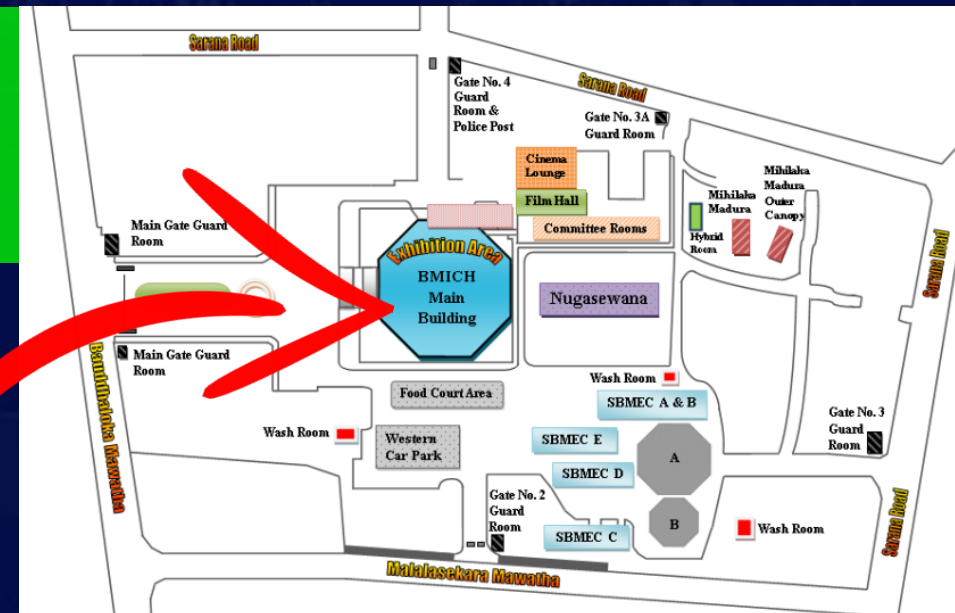 Sarana Road
Sarana Road
Gate No. 4
Guard
Room &
Police Post
Gate No. 3A
Guard Room
Cinema
Lounge
Film Hall
Committee Rooms
Mihilaka
Madura
Hybrid
Room
Mihilaka
Madura
Outer
Canopy
Main Gate Guard
Room
Exhibition Area
BMICH
Main
Building
Nugasewana
Sarana Road
Main Gate Guard
Room
Bauddhaloka Mawatha
Food Court Area
Wash Room
SBMEC A & B
Wash Room
Western
Car Park
SBMEC E
SBMEC D
A
Gate No. 3
Guard
Room
Gate No. 2
Guard
Room
SBMEC C
B
Wash Room
Sarana Road
Malalasekara Mawatha